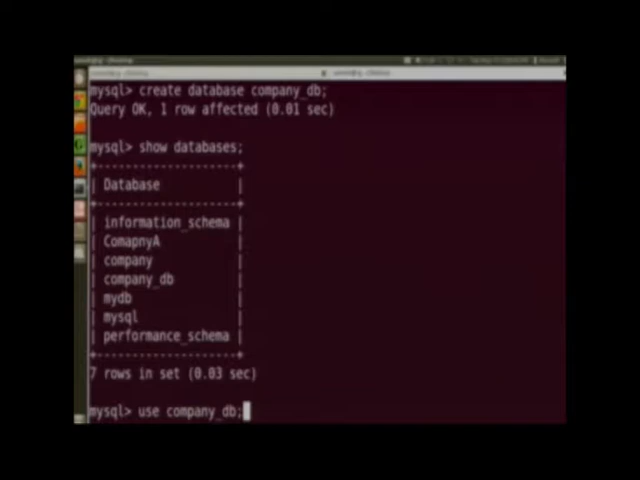 mysql> create database company_db;
Query OK, 1 row affected (0.01 sec)
mysql> show databases;
+--------------------+
| Database |
+--------------------+
| information_schema |
| ComapnyA |
| company |
| company_db |
| mydb |
| mysql |
| performance_schema |
+--------------------+
7 rows in set (0.03 sec)
mysql> use company_db;